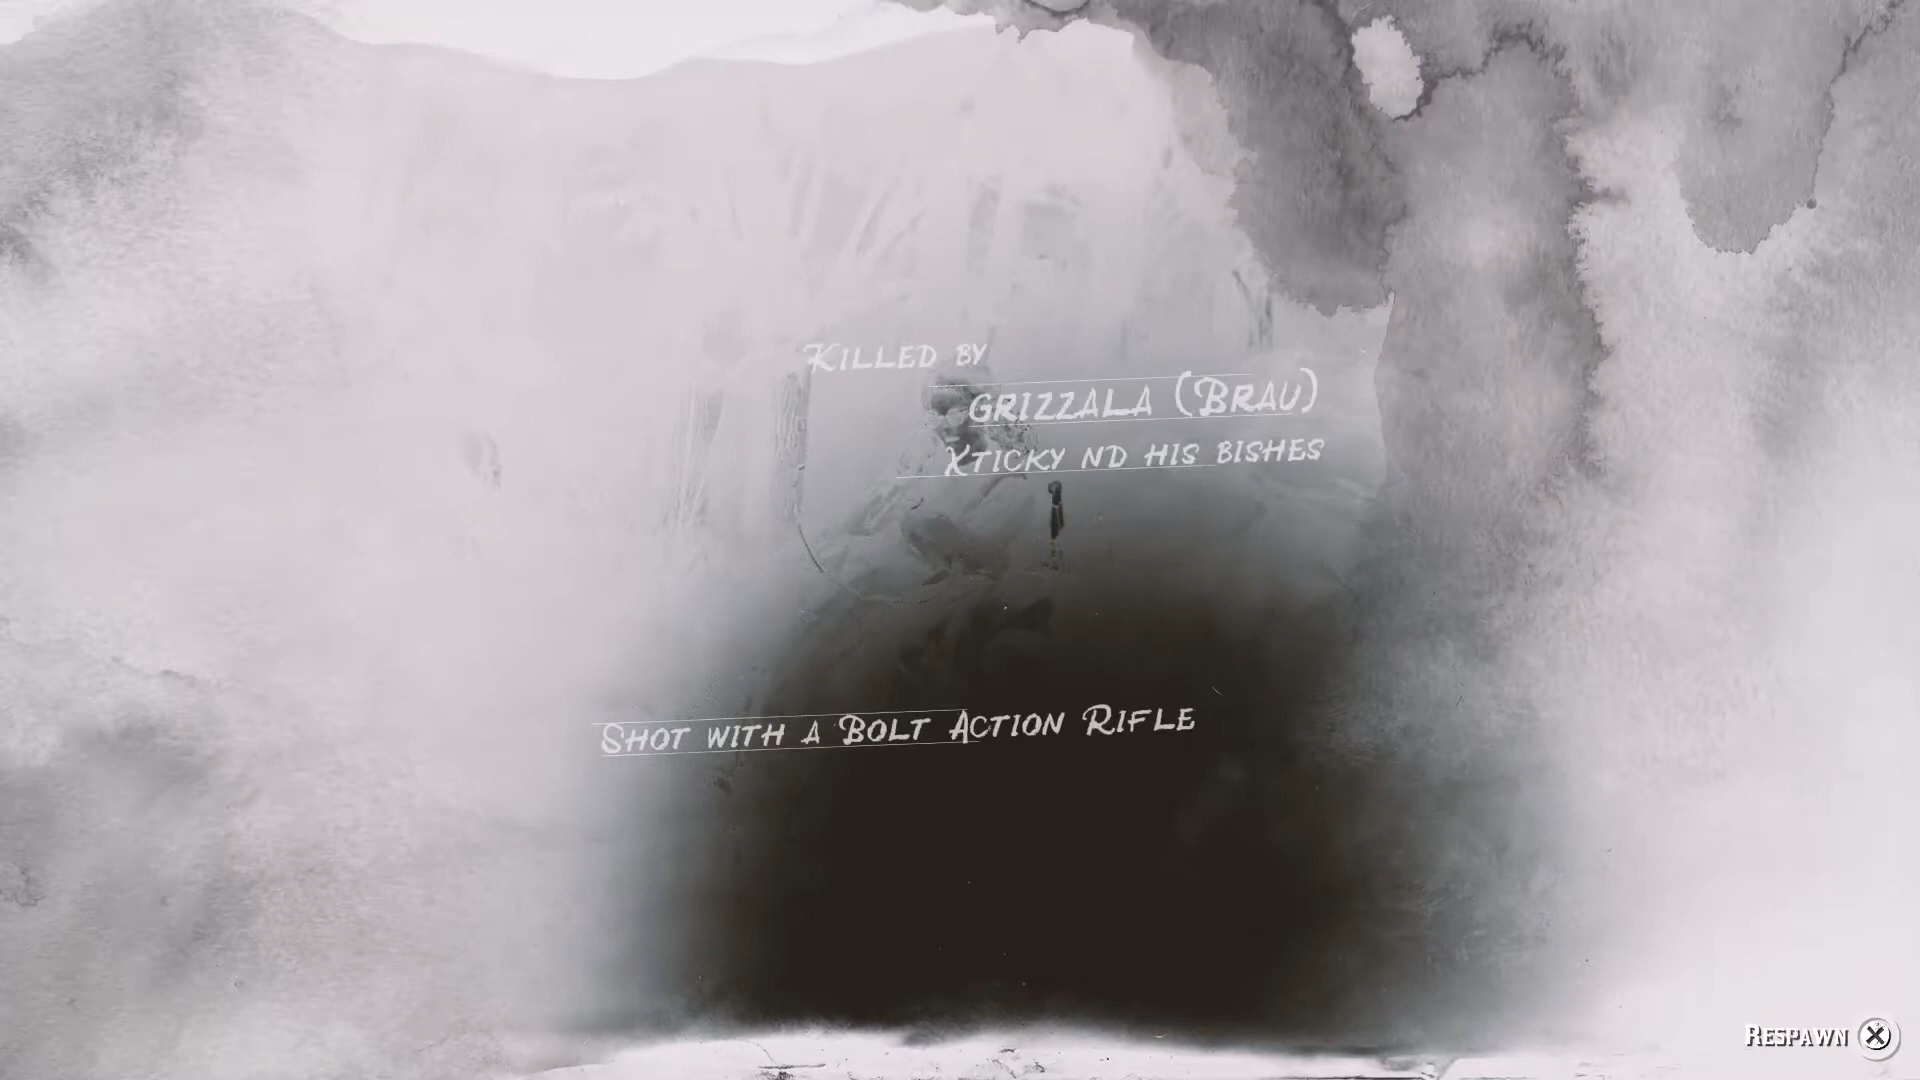 Killed by
grizzala (Brau)
Xticky nd his bishes
Shot with a Bolt Action Rifle
Respawn